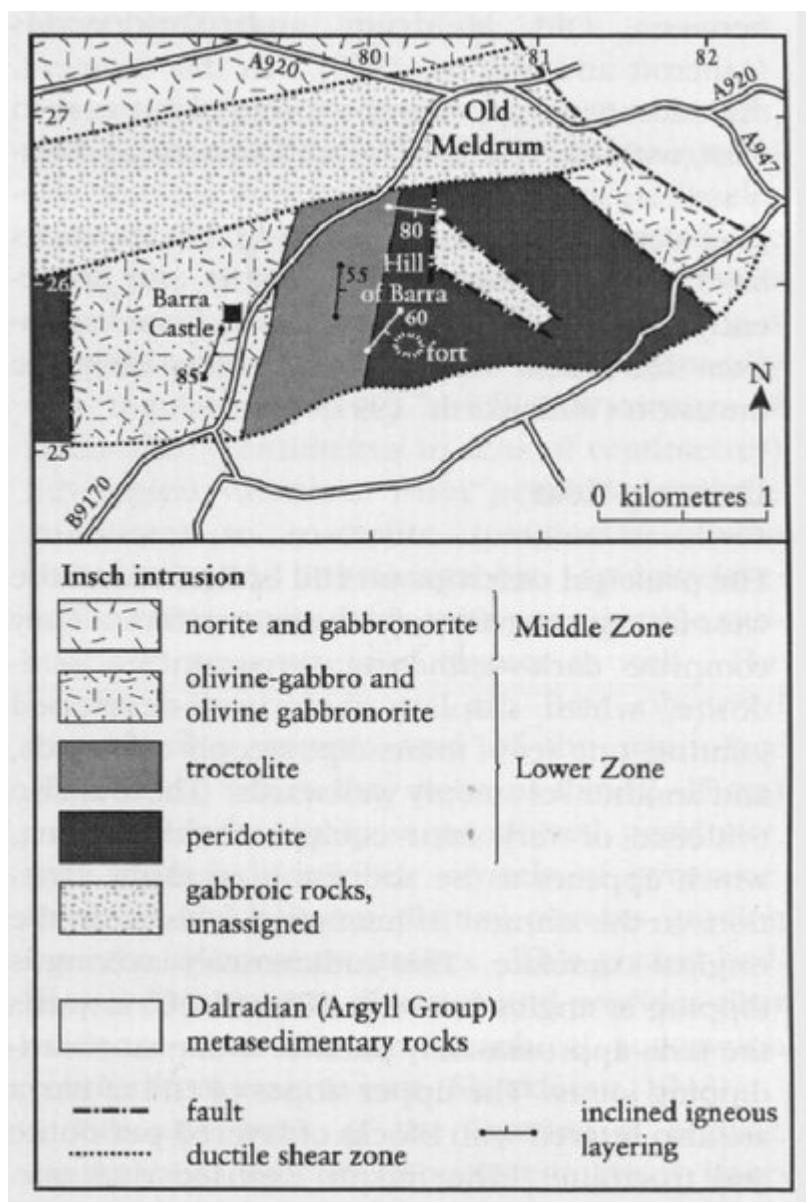 80
81
82
A920
A920
27
Old
Meldrum
A947
80
26
55
Hill
Barra
of Barra
Castle
60
fort
85
N
25
B9170
0 kilometres 1
Insch intrusion
norite and gabbronorite
Middle Zone
olivine-gabbro and
olivine gabbronorite
troctolite
Lower Zone
peridotite
gabbroic rocks,
unassigned
Dalradian (Argyll Group)
metasedimentary rocks
fault
inclined igneous
ductile shear zone
layering